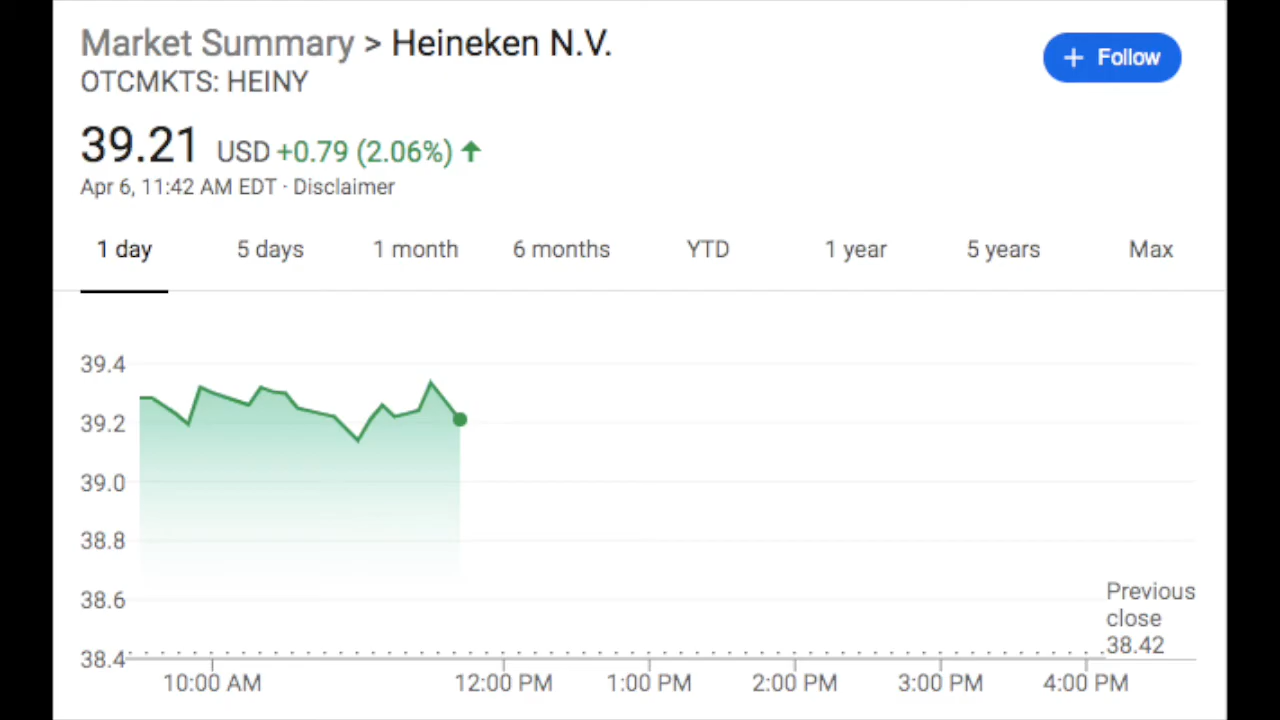 Market Summary > Heineken N.V.
+ Follow
OTCMKTS: HEINY
39.21 USD +0.79 (2.06%) ↑
Apr 6, 11:42 AM EDT · Disclaimer
1 day 5 days 1 month 6 months YTD 1 year 5 years Max
39.4
39.2
39.0
38.8
38.6
38.4
Previous
close
38.42
10:00 AM 12:00 PM 1:00 PM 2:00 PM 3:00 PM 4:00 PM